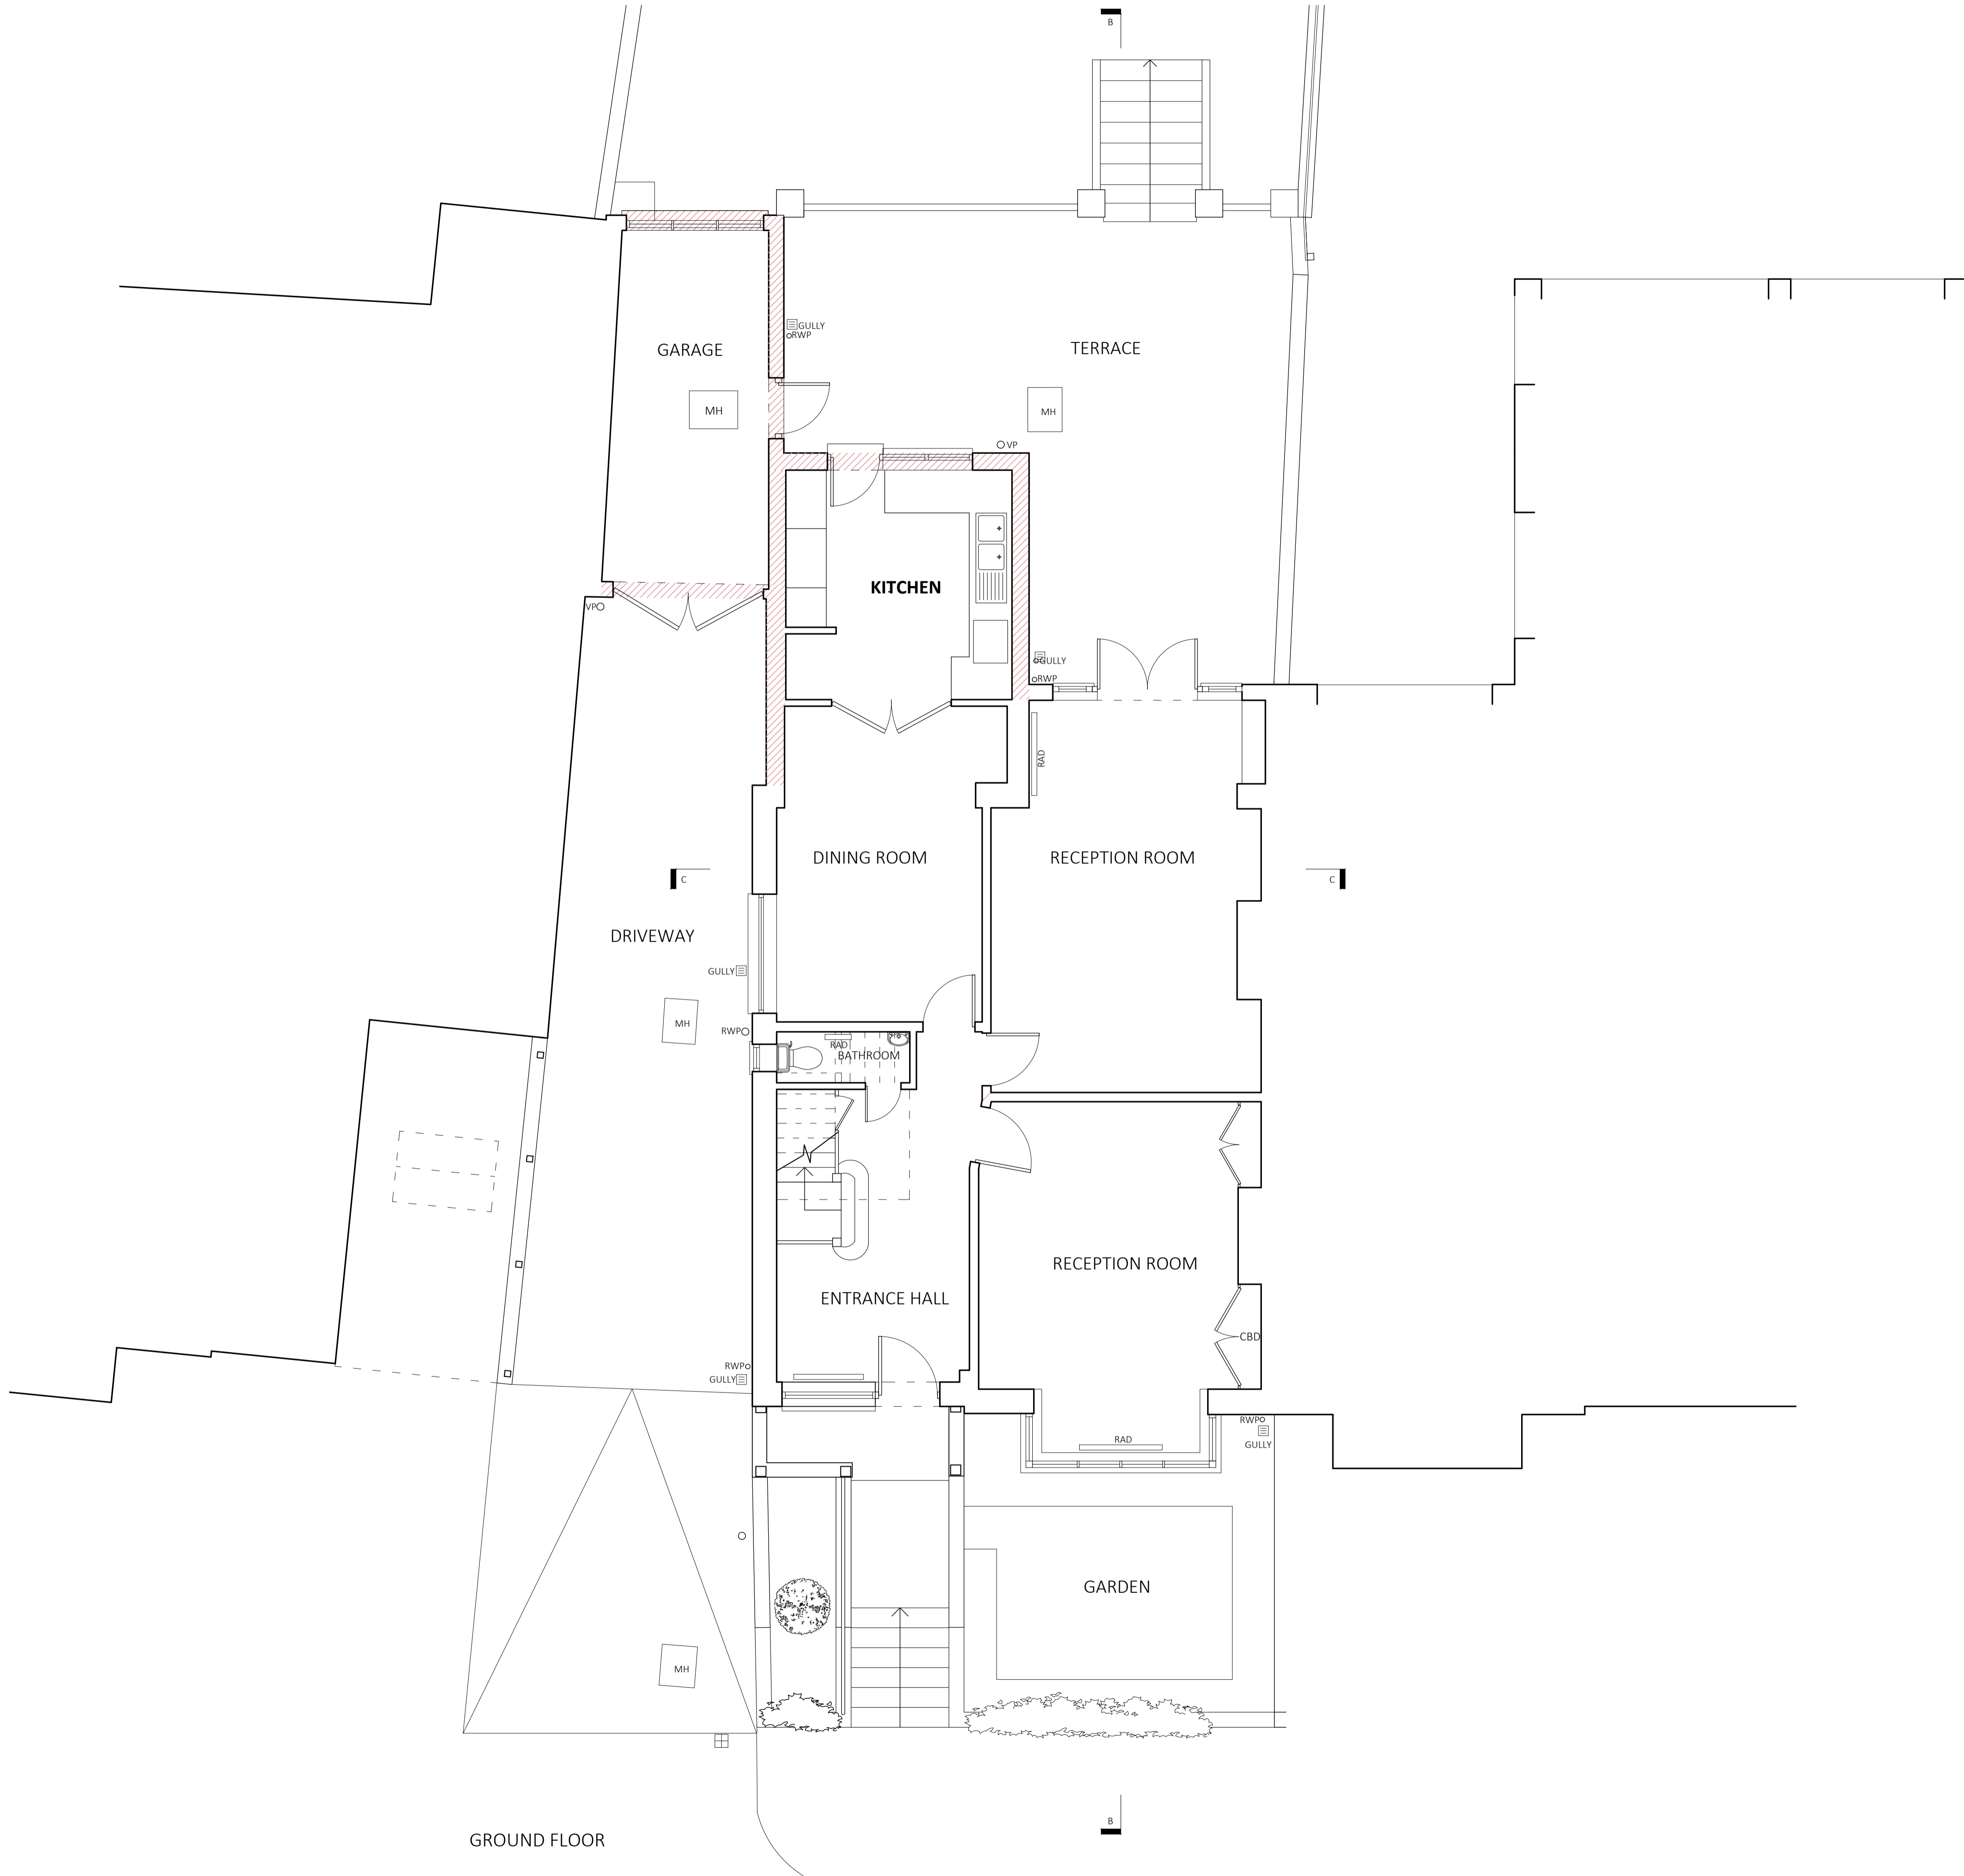 B
GULLY
RWP
GARAGE
TERRACE
MH
MH
VP
KITCHEN
VP
GULLY
RWP
RAD
DINING ROOM
RECEPTION ROOM
C
C
DRIVEWAY
GULLY
MH
RWP
RAD
BATHROOM
RECEPTION ROOM
ENTRANCE HALL
CBD
RWP
GULLY
RWP
GULLY
RAD
GARDEN
MH
B
GROUND FLOOR